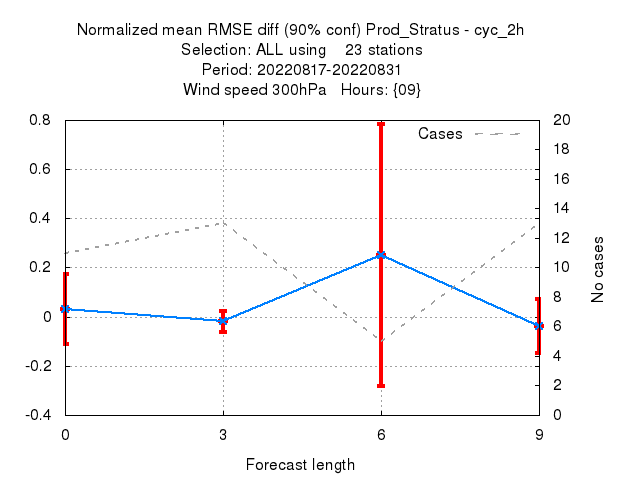 Normalized mean RMSE diff (90% conf) Prod_Stratus - cyc_2h
Selection: ALL using    23 stations
Period: 20220817-20220831
Wind speed 300hPa   Hours: {09}
Cases
0.8
0.6
0.4
0.2
0
-0.2
-0.4
20
18
16
14
12
10
8
6
4
2
0
No cases
0 3 6 9
Forecast length